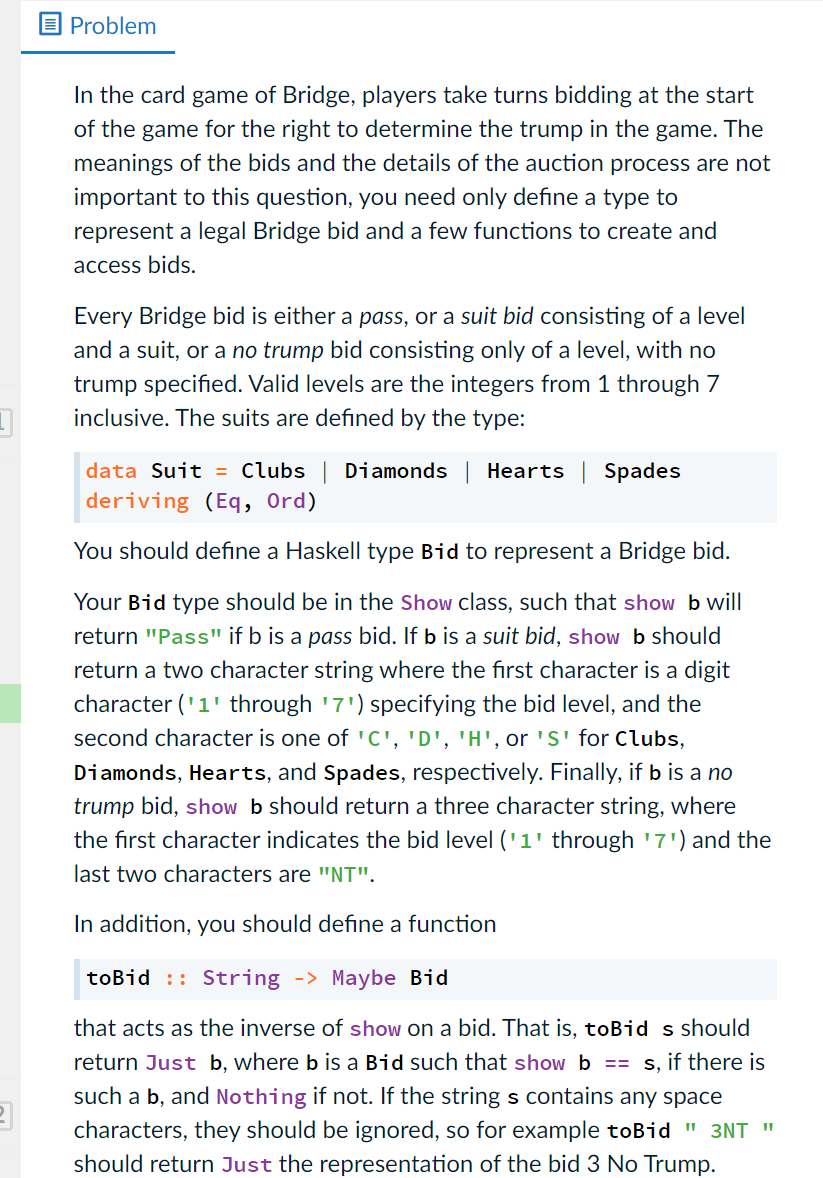 Problem
In the card game of Bridge, players take turns bidding at the start
of the game for the right to determine the trump in the game. The
meanings of the bids and the details of the auction process are not
important to this question, you need only define a type to
represent a legal Bridge bid and a few functions to create and
access bids.
Every Bridge bid is either a pass, or a suit bid consisting of a level
and a suit, or a no trump bid consisting only of a level, with no
trump specified. Valid levels are the integers from 1 through 7
inclusive. The suits are defined by the type:
data Suit = Clubs | Diamonds | Hearts | Spades
deriving (Eq, Ord)
You should define a Haskell type Bid to represent a Bridge bid.
Your Bid type should be in the Show class, such that show b will
return "Pass" if b is a pass bid. If b is a suit bid, show b should
return a two character string where the first character is a digit
character ('1' through '7') specifying the bid level, and the
second character is one of 'C', 'D', 'H', or 'S' for Clubs,
Diamonds, Hearts, and Spades, respectively. Finally, if b is a no
trump bid, show b should return a three character string, where
the first character indicates the bid level ('1' through '7') and the
last two characters are "NT".
In addition, you should define a function
toBid :: String -> Maybe Bid
that acts as the inverse of show on a bid. That is, toBid s should
return Just b, where b is a Bid such that show b == s, if there is
such a b, and Nothing if not. If the string s contains any space
characters, they should be ignored, so for example toBid " 3NT "
should return Just the representation of the bid 3 No Trump.